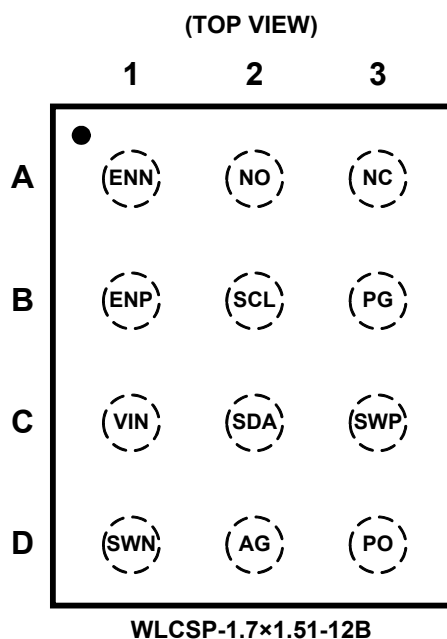 (TOP VIEW)
1 2 3
A ENN NO NC
B ENP SCL PG
C VIN SDA SWP
D SWN AG PO
WLCSP-1.7×1.51-12B